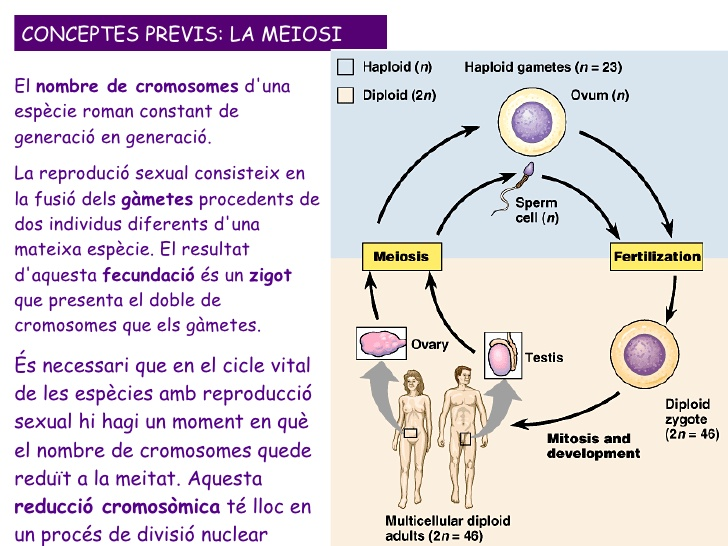 CONCEPTES PREVIS: LA MEIOSI
El nombre de cromosomes d'una
espècie roman constant de
generació en generació.
La reprodució sexual consisteix en
la fusió dels gàmetes procedents de
dos individus diferents d'una
mateixa espècie. El resultat
d'aquesta fecundació és un zigot
que presenta el doble de
cromosomes que els gàmetes.
És necessari que en el cicle vital
de les espècies amb reproducció
sexual hi hagi un moment en què
el nombre de cromosomes quede
reduït a la meitat. Aquesta
reducció cromosòmica té lloc en
un procés de divisió nuclear
Haploid (n)
Diploid (2n)
Haploid gametes (n = 23)
Ovum (n)
Sperm
cell (n)
Meiosis
Fertilization
Ovary
Testis
Diploid
zygote
(2n = 46)
Mitosis and
development
Multicellular diploid
adults (2n = 46)